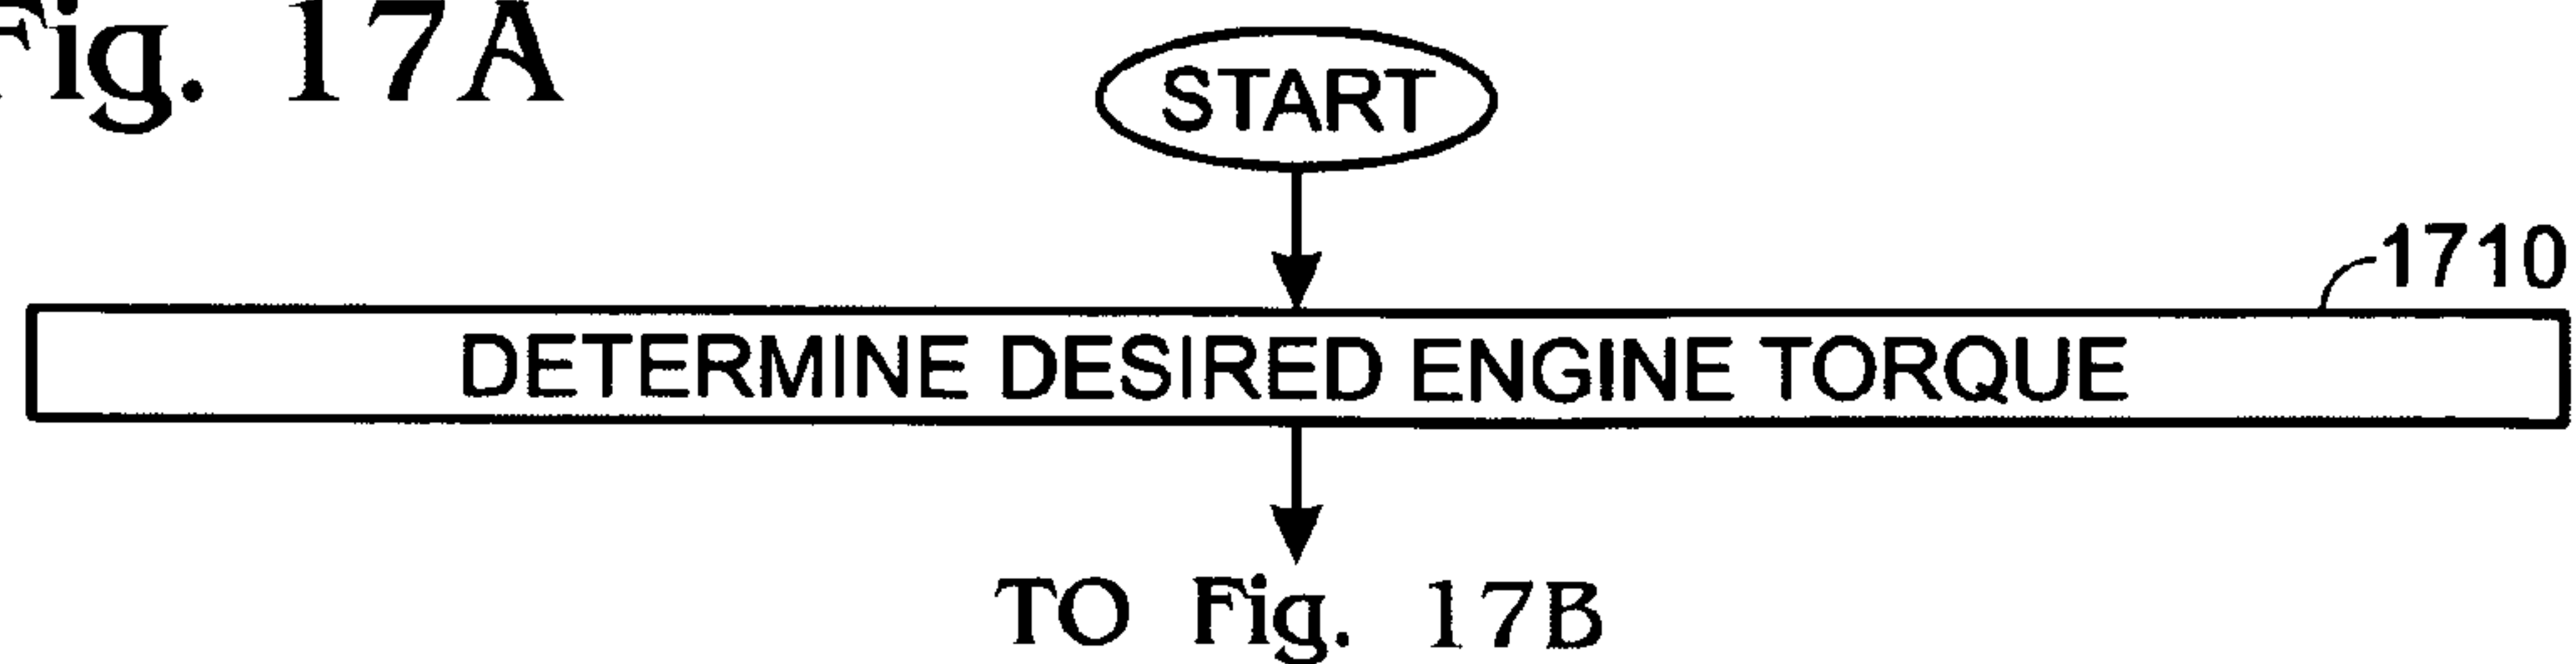 Fig. 17A
START
1710
DETERMINE DESIRED ENGINE TORQUE
TO Fig. 17B